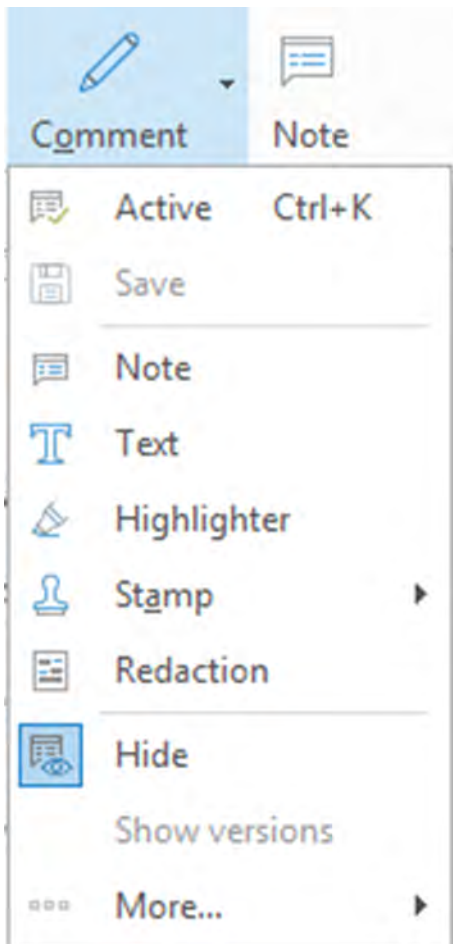 Comment Note
Active Ctrl+K
Save
Note
Text
Highlighter
Stamp
Redaction
Hide
Show versions
More...